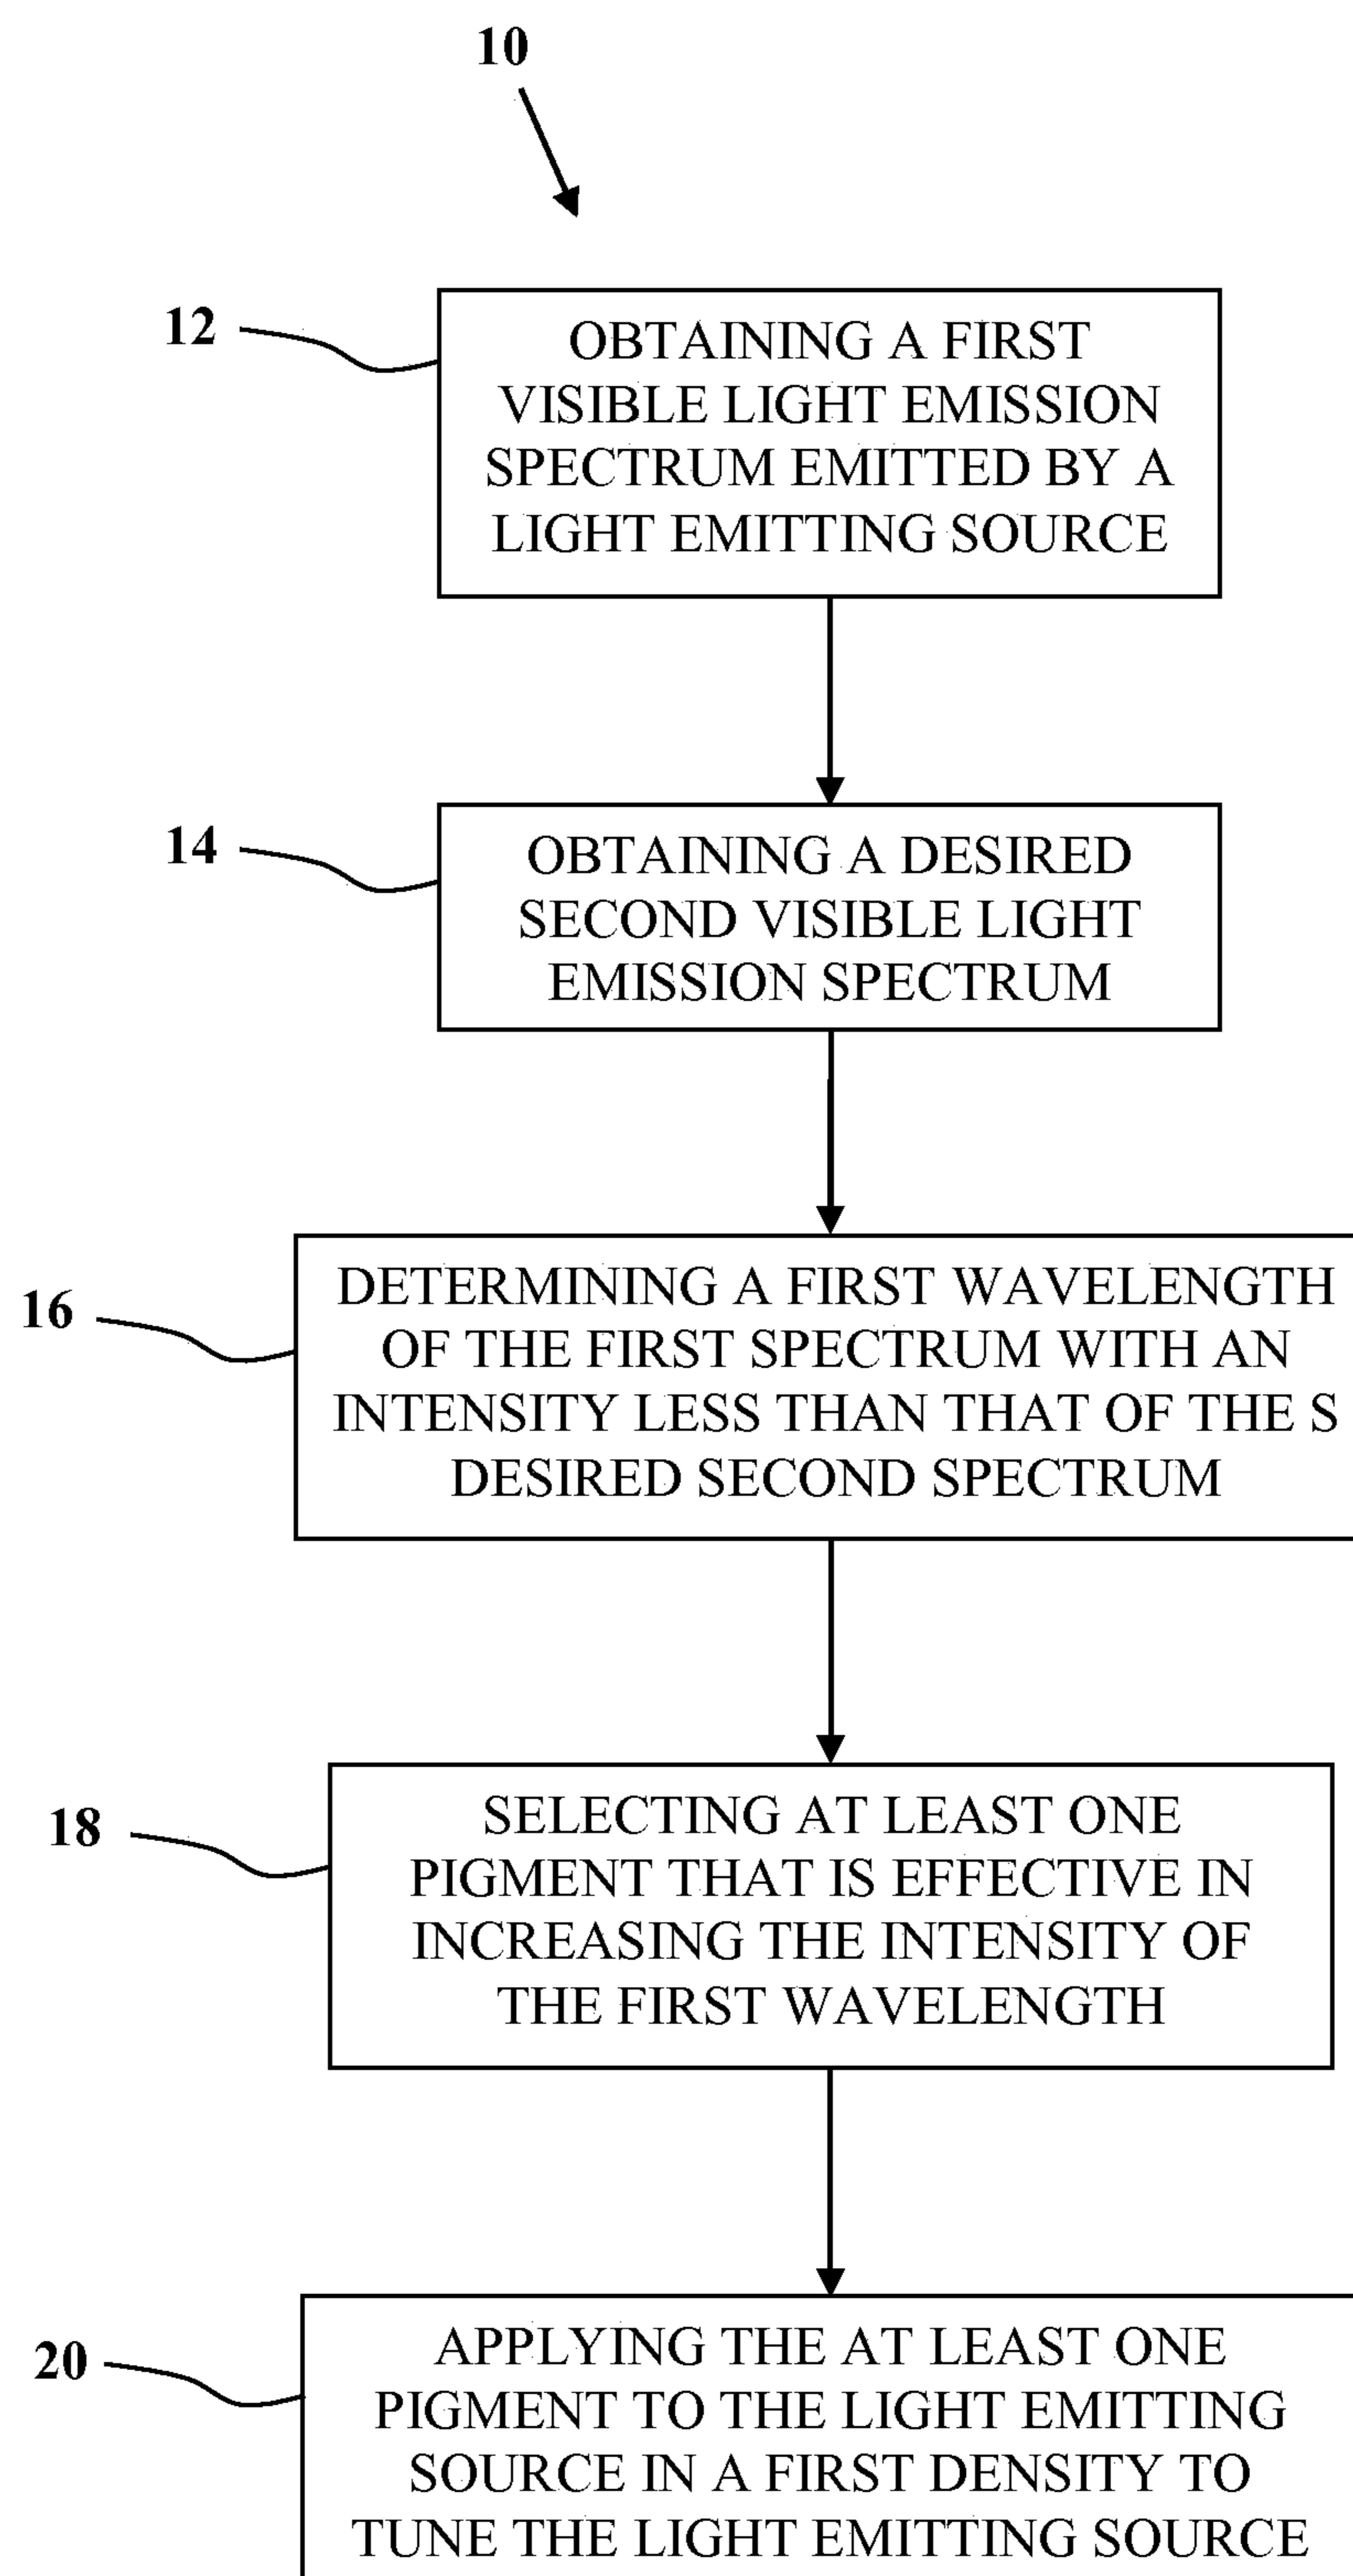 10
12
OBTAINING A FIRST
VISIBLE LIGHT EMISSION
SPECTRUM EMITTED BY A
LIGHT EMITTING SOURCE
14
OBTAINING A DESIRED
SECOND VISIBLE LIGHT
EMISSION SPECTRUM
16
DETERMINING A FIRST WAVELENGTH
OF THE FIRST SPECTRUM WITH AN
INTENSITY LESS THAN THAT OF THE S
DESIRED SECOND SPECTRUM
18
SELECTING AT LEAST ONE
PIGMENT THAT IS EFFECTIVE IN
INCREASING THE INTENSITY OF
THE FIRST WAVELENGTH
20
APPLYING THE AT LEAST ONE
PIGMENT TO THE LIGHT EMITTING
SOURCE IN A FIRST DENSITY TO
TUNE THE LIGHT EMITTING SOURCE